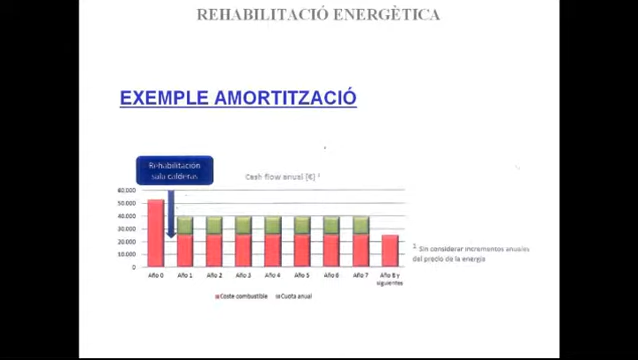 REHABILITACIÓ ENERGÈTICA
EXEMPLE AMORTITZACIÓ
Rehabilitación
sala calderas
Cash flow anual [€] ¹
60.000
50.000
40.000
30.000
20.000
10.000
0
Año 0 Año 1 Año 2 Año 3 Año 4 Año 5 Año 6 Año 7 Año 8 y
siguientes
Coste combustible Cuota anual
1. Sin considerar incrementos anuales
del precio de la energía